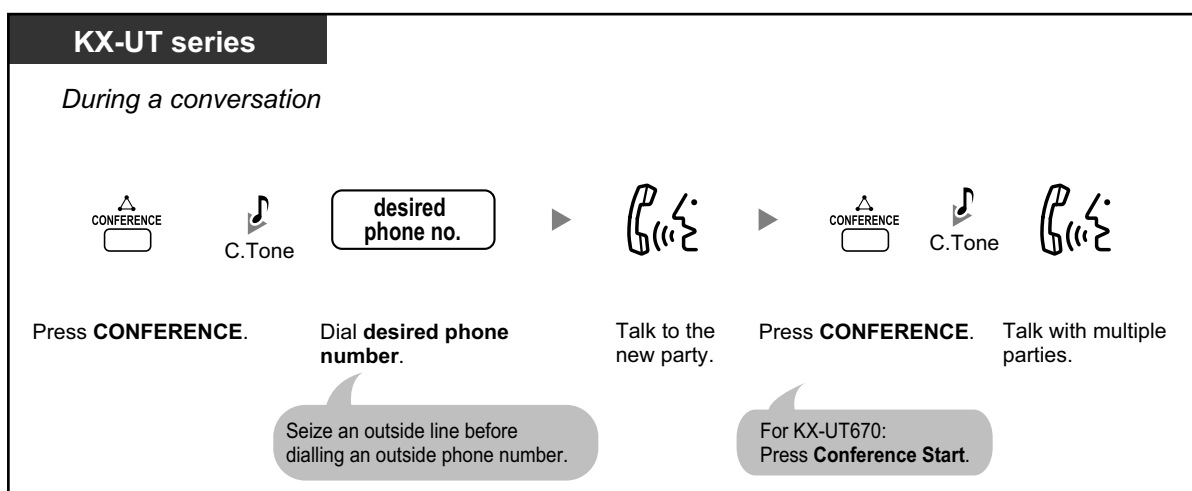 KX-UT series
During a conversation
CONFERENCE
C.Tone
desired
phone no.
CONFERENCE
C.Tone
Press CONFERENCE.
Dial desired phone
number.
Talk to the
new party.
Press CONFERENCE.
Talk with multiple
parties.
Seize an outside line before
dialling an outside phone number.
For KX-UT670:
Press Conference Start.